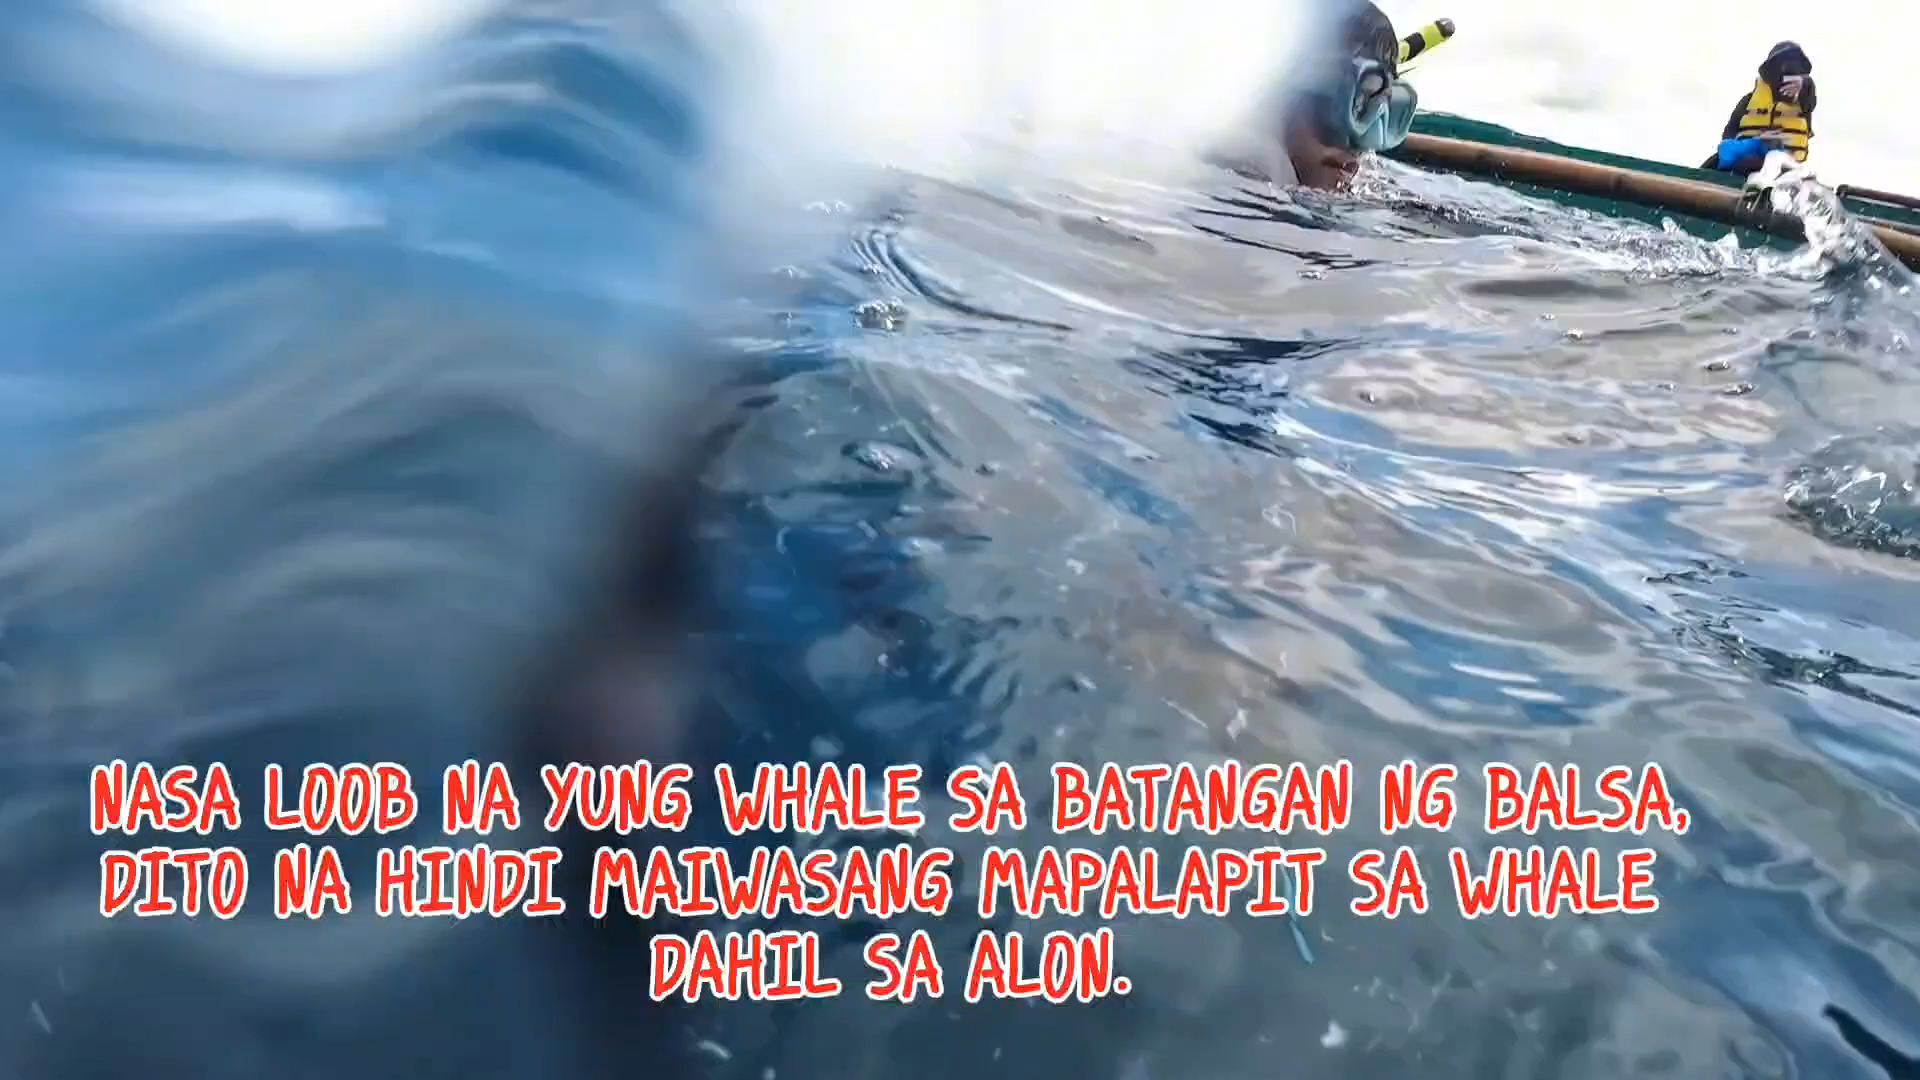 NASA LOOB NA YUNG WHALE SA BATANGAN NG BALSA,
DITO NA HINDI MAIWASANG MAPALAPIT SA WHALE
DAHIL SA ALON.